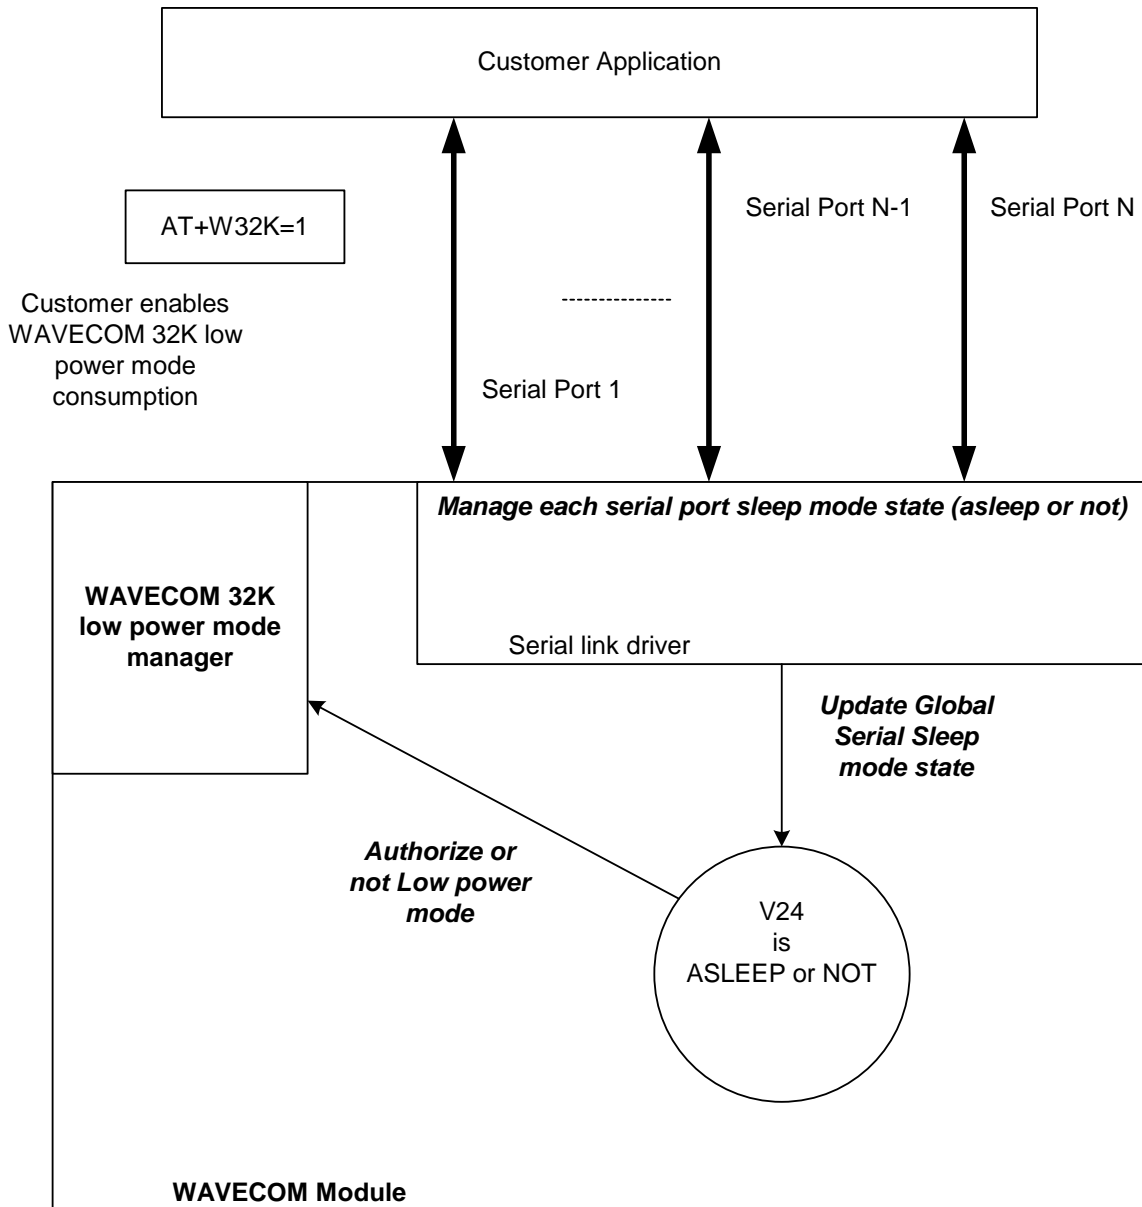 Customer Application
AT+W32K=1
Serial Port N-1
Serial Port N
Customer enables
WAVECOM 32K low
power mode
consumption
Serial Port 1
Manage each serial port sleep mode state (asleep or not)
WAVECOM 32K
low power mode
manager
Serial link driver
Update Global
Serial Sleep
mode state
Authorize or
not Low power
mode
V24
is
ASLEEP or NOT
WAVECOM Module